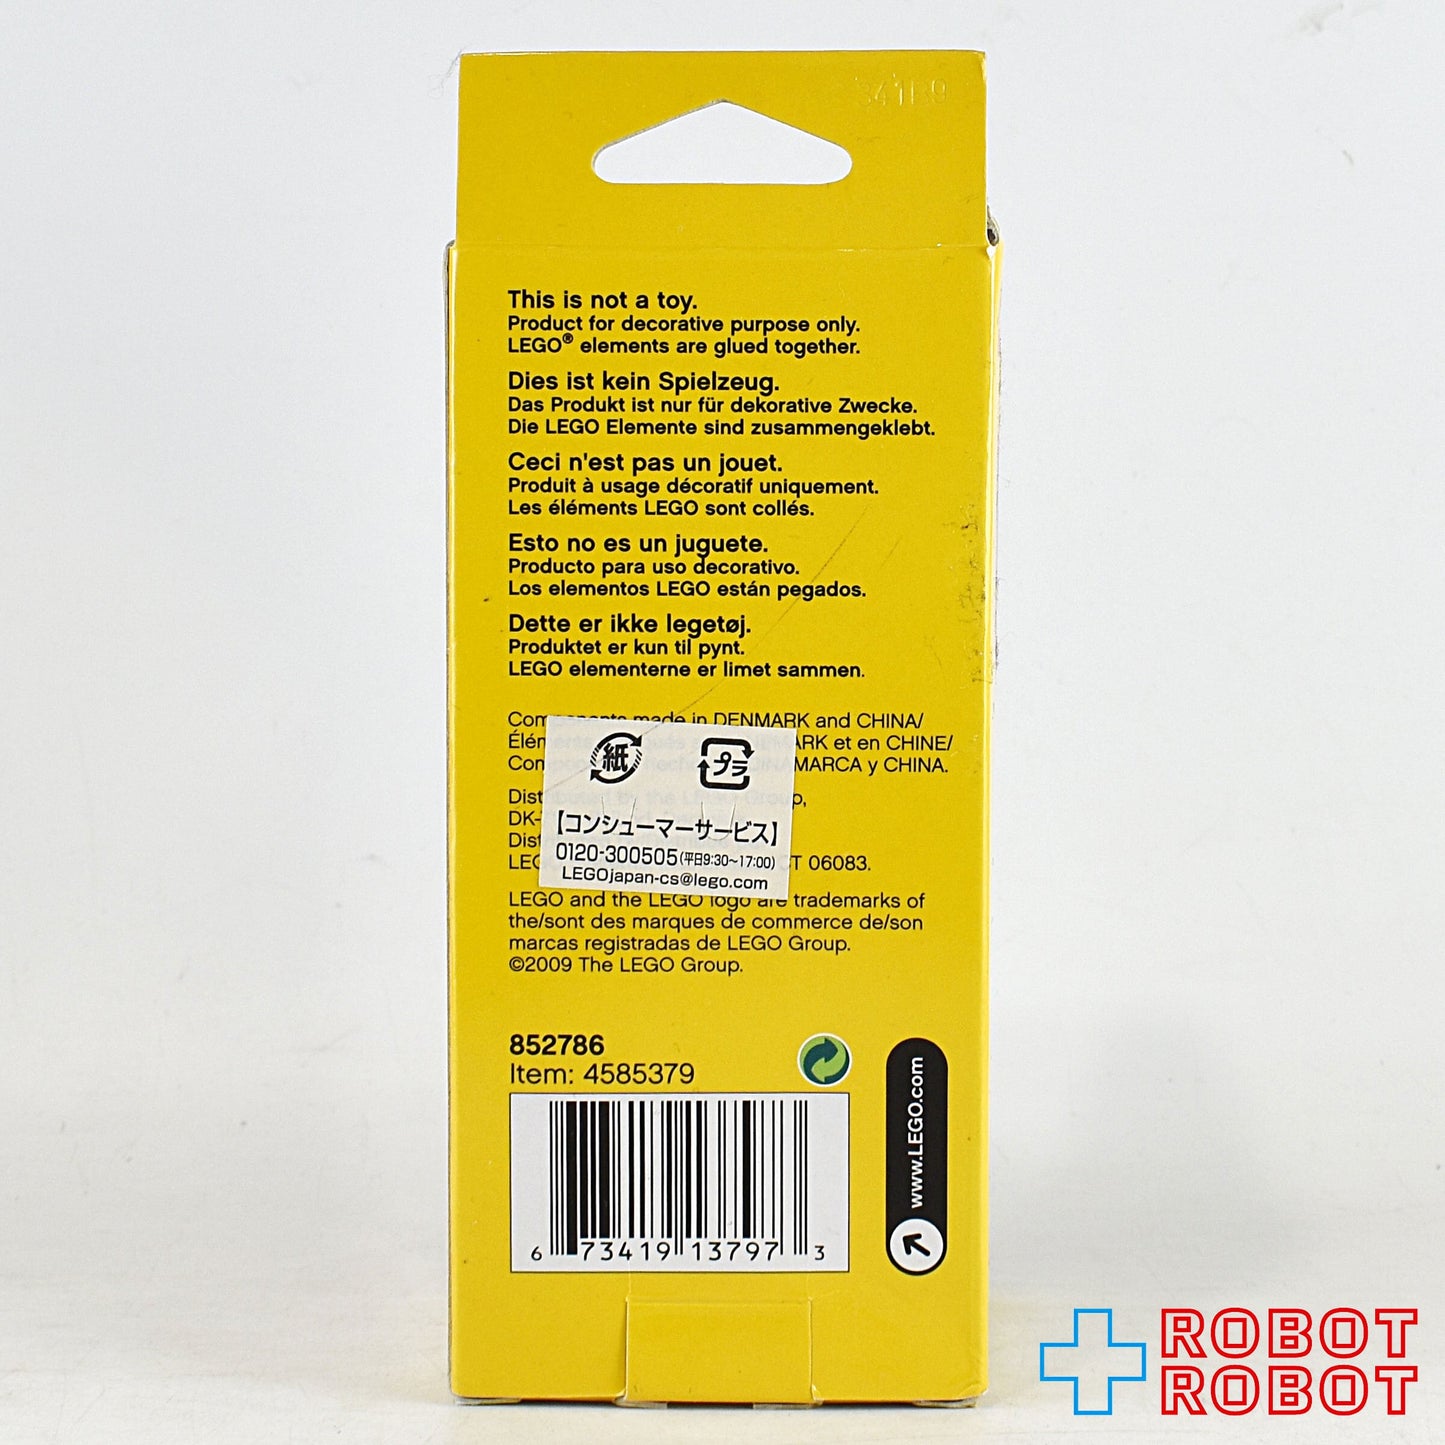 This is not a toy.
Product for decorative purpose only.
LEGO® elements are glued together.
Dies ist kein Spielzeug.
Das Produkt ist nur für dekorative Zwecke.
Die LEGO Elemente sind zusammengeklebt.
Ceci n'est pas un jouet.
Produit à usage décoratif uniquement.
Les éléments LEGO sont collés.
Esto no es un juguete.
Producto para uso decorativo.
Los elementos LEGO están pegados.
Dette er ikke legetøj.
Produktet er kun til pynt.
LEGO elementerne er limet sammen.
Components made in DENMARK and CHINA/
et en CHINE/
y CHINA.
紙
プラ
【コンシューマーサービス】
0120-300505(平日9:30~17:00)
LEGOjapan-cs@lego.com
CT 06083.
LEGO and the LEGO logo are trademarks of
the/sont des marques de commerce de/son
marcas registradas de LEGO Group.
©2009 The LEGO Group.
852786
Item: 4585379
6 73419 13797 3
www.LEGO.com
ROBOT
ROBOT